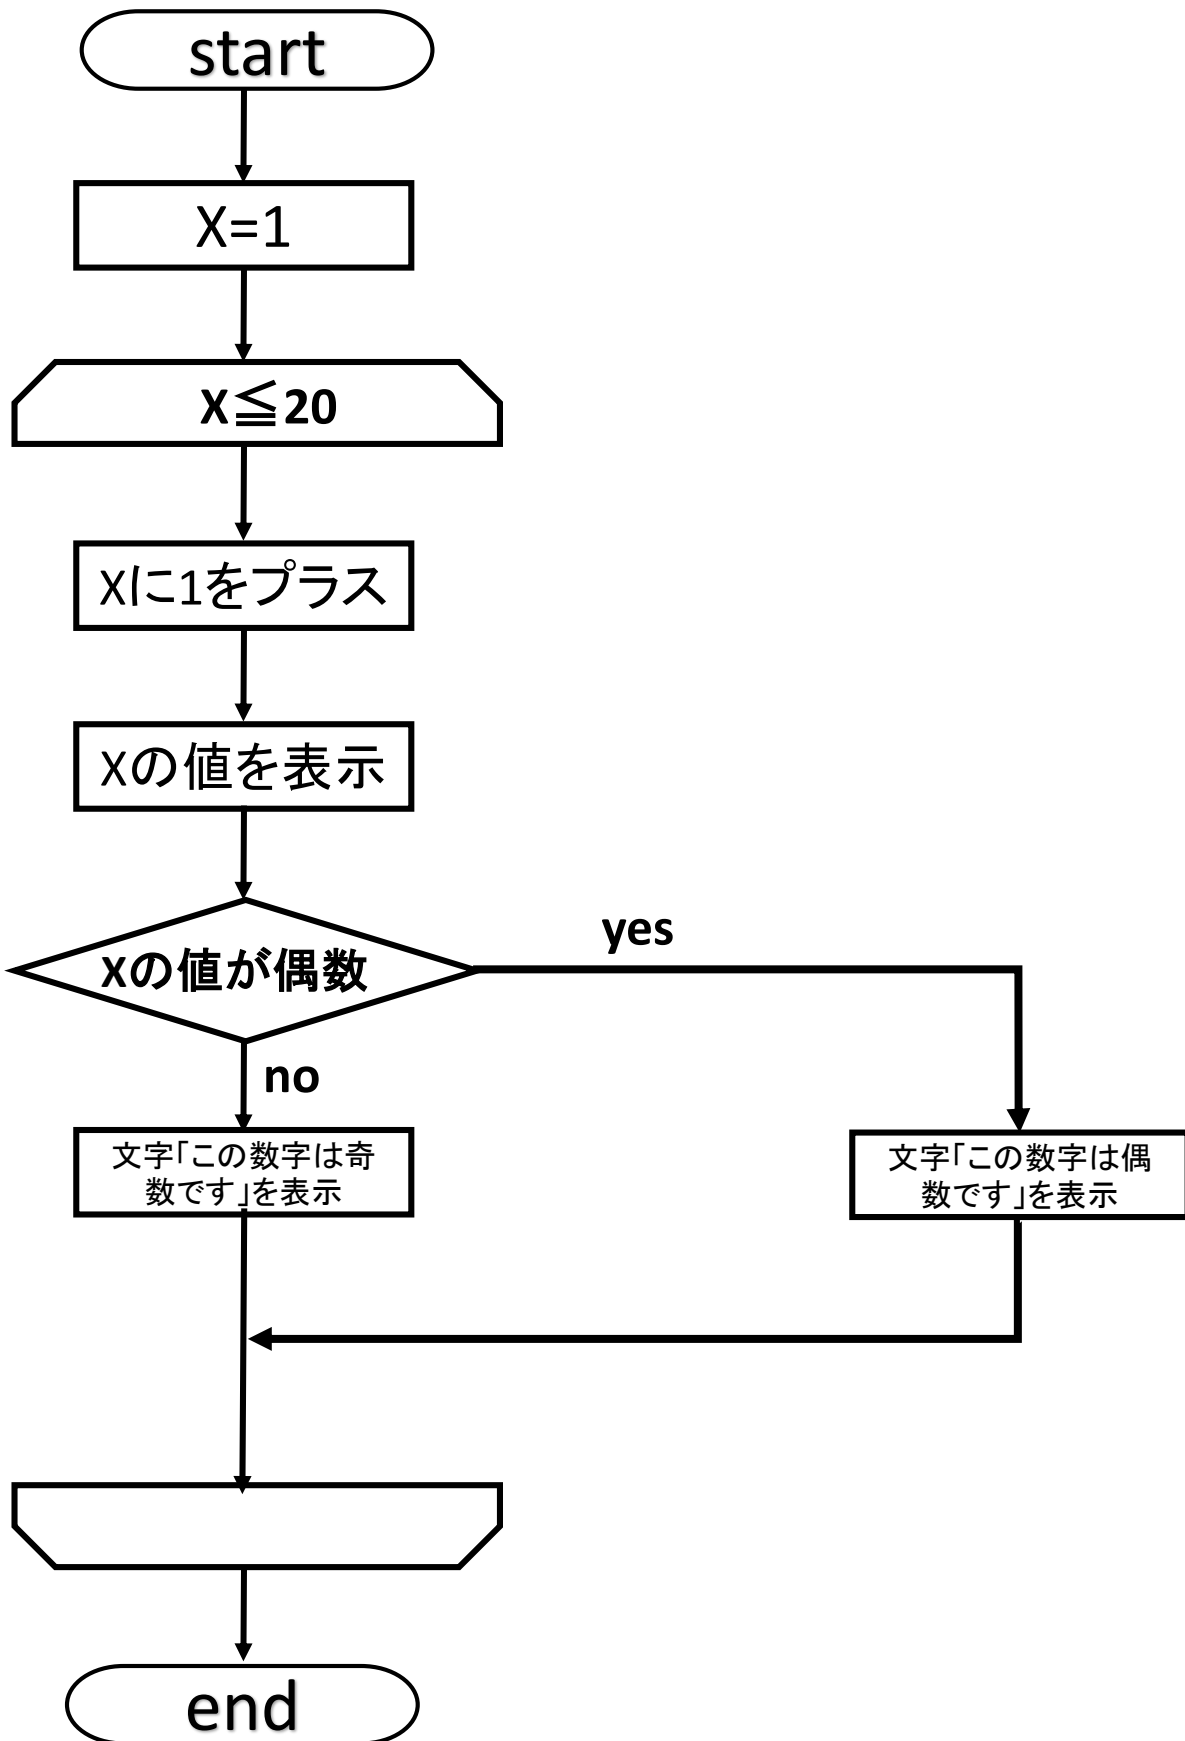 start
X=1
X≦20
Xに1をプラス
Xの値を表示
Xの値が偶数
yes
no
文字「この数字は奇
数です」を表示
文字「この数字は偶
数です」を表示
end